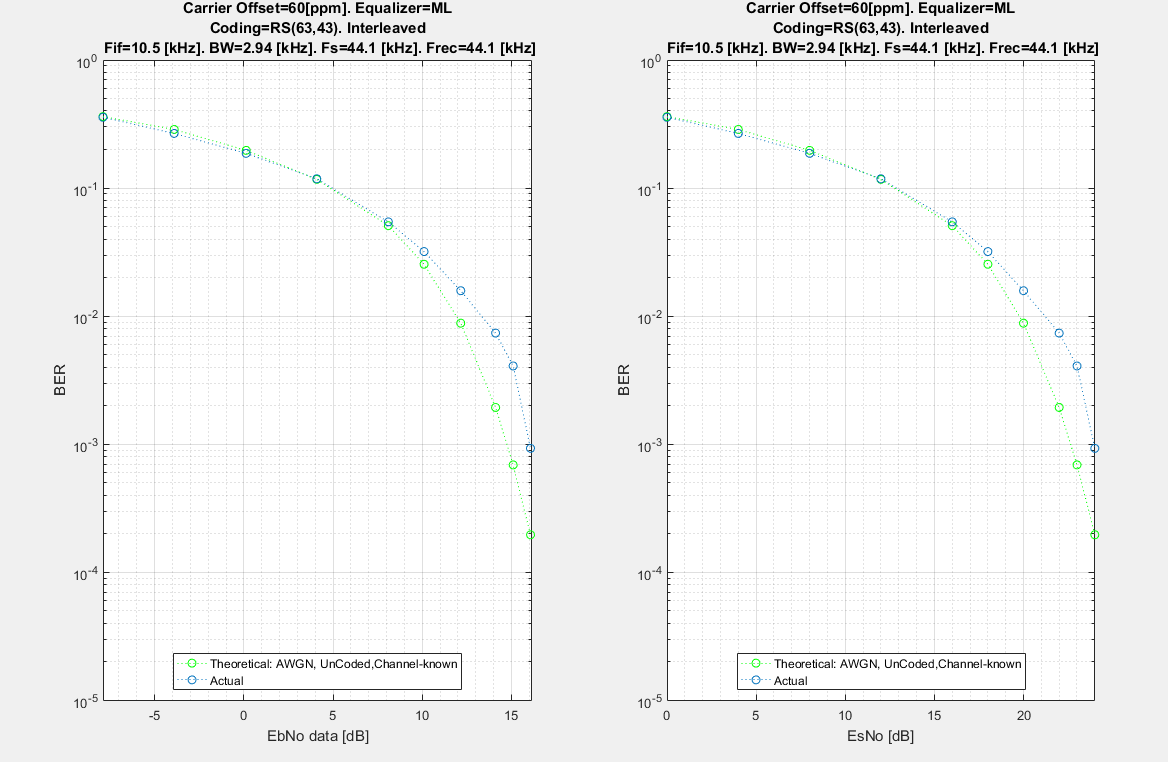 Carrier Offset=60[ppm]. Equalizer=ML
Coding=RS(63,43). Interleaved
Fif=10.5 [kHz]. BW=2.94 [kHz]. Fs=44.1 [kHz]. Frec=44.1 [kHz]
10^0
10^-1
10^-2
10^-3
10^-4
10^-5
BER
Theoretical: AWGN, UnCoded,Channel-known
Actual
-5 0 5 10 15
EbNo data [dB]
Carrier Offset=60[ppm]. Equalizer=ML
Coding=RS(63,43). Interleaved
Fif=10.5 [kHz]. BW=2.94 [kHz]. Fs=44.1 [kHz]. Frec=44.1 [kHz]
10^0
10^-1
10^-2
10^-3
10^-4
10^-5
BER
Theoretical: AWGN, UnCoded,Channel-known
Actual
0 5 10 15 20
EsNo [dB]